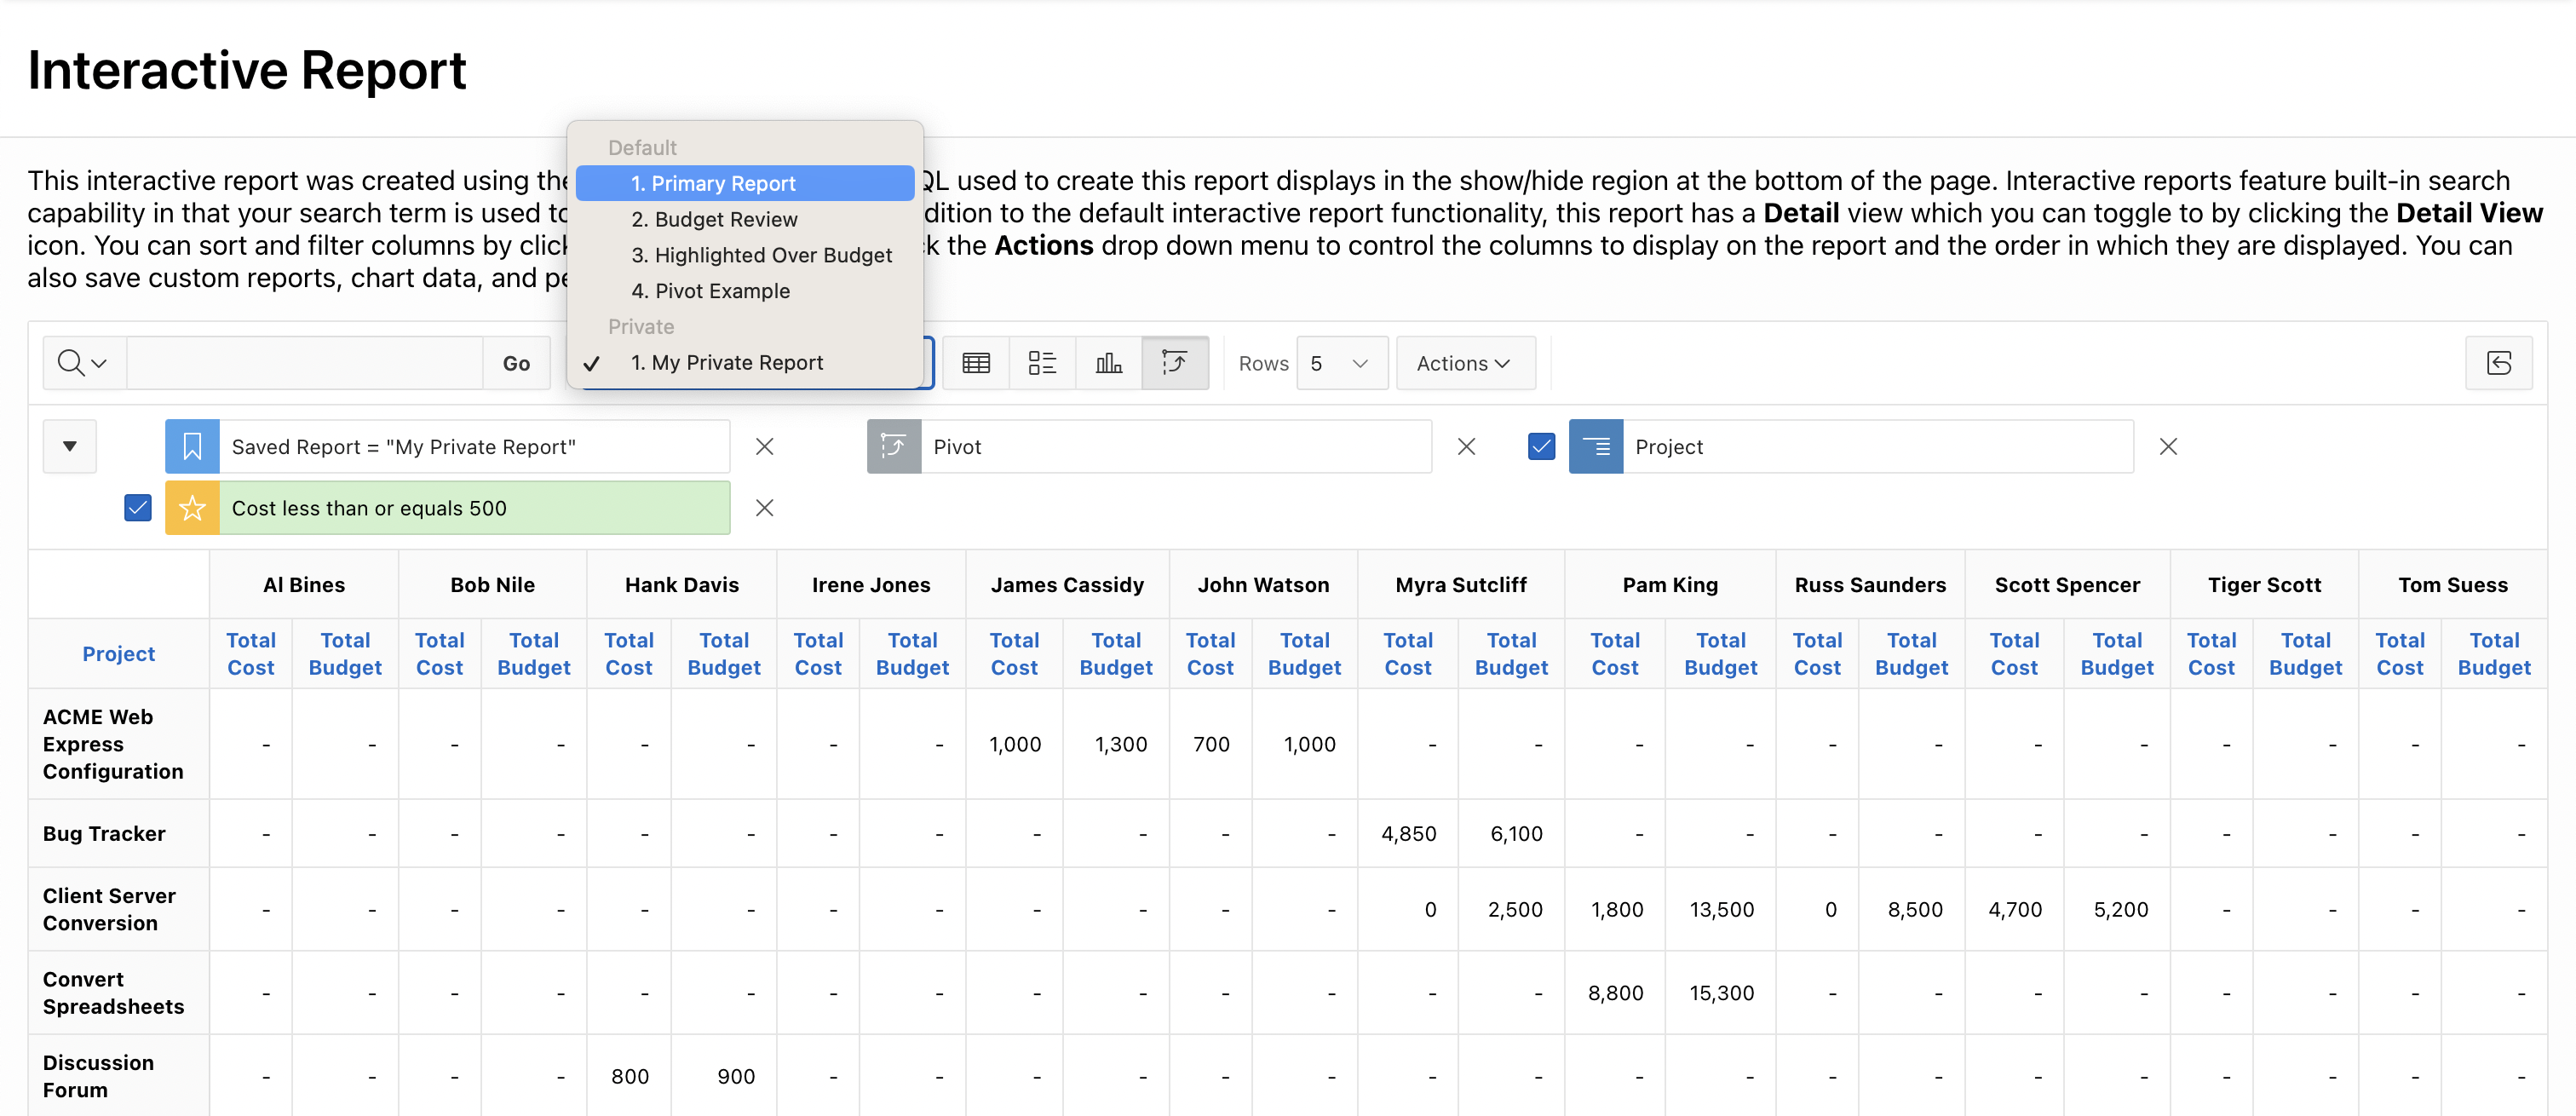 Interactive Report
Default
1. Primary Report
2. Budget Review
3. Highlighted Over Budget
4. Pivot Example
Private
✓ 1. My Private Report
This interactive report was created using the QL used to create this report displays in the show/hide region at the bottom of the page. Interactive reports feature built-in search
capability in that your search term is used to dition to the default interactive report functionality, this report has a Detail view which you can toggle to by clicking the Detail View
icon. You can sort and filter columns by click k the Actions drop down menu to control the columns to display on the report and the order in which they are displayed. You can
also save custom reports, chart data, and pe
Go Rows 5 Actions
Saved Report = "My Private Report" Pivot Project
Cost less than or equals 500
Al Bines Bob Nile Hank Davis Irene Jones James Cassidy John Watson Myra Sutcliff Pam King Russ Saunders Scott Spencer Tiger Scott Tom Suess
Project Total Cost Total Budget Total Cost Total Budget Total Cost Total Budget Total Cost Total Budget Total Cost Total Budget Total Cost Total Budget Total Cost Total Budget Total Cost Total Budget Total Cost Total Budget Total Cost Total Budget Total Cost Total Budget Total Cost Total Budget
ACME Web Express Configuration - - - - - - - - 1,000 1,300 700 1,000 - - - - - - - - - - - -
Bug Tracker - - - - - - - - - - - - 4,850 6,100 - - - - - - - - - -
Client Server Conversion - - - - - - - - - - - - 0 2,500 1,800 13,500 0 8,500 4,700 5,200 - - - -
Convert Spreadsheets - - - - - - - - - - - - - - 8,800 15,300 - - - - - - - -
Discussion Forum - - - - 800 900 - - - - - - - - - - - - - - - - - -